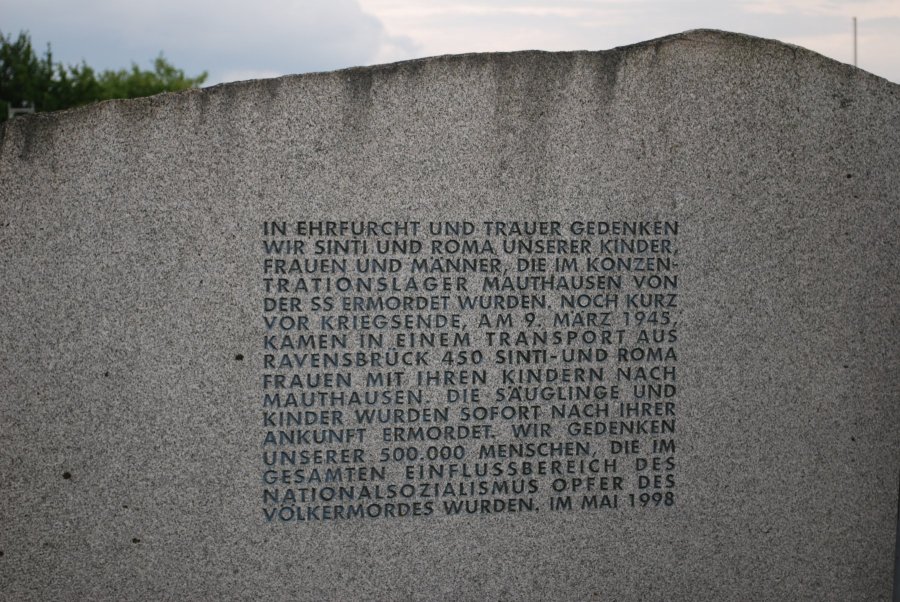 IN EHRFURCHT UND TRAUER GEDENKEN
WIR SINTI UND ROMA UNSERER KINDER,
FRAUEN UND MÄNNER, DIE IM KONZEN-
TRATIONSLAGER MAUTHAUSEN VON
DER SS ERMORDET WURDEN. NOCH KURZ
VOR KRIEGSENDE, AM 9. MÄRZ 1945,
KAMEN IN EINEM TRANSPORT AUS
RAVENSBRÜCK 450 SINTI-UND ROMA
FRAUEN MIT IHREN KINDERN NACH
MAUTHAUSEN. DIE SÄUGLINGE UND
KINDER WURDEN SOFORT NACH IHRER
ANKUNFT ERMORDET. WIR GEDENKEN
UNSERER 500.000 MENSCHEN, DIE IM
GESAMTEN EINFLUSSBEREICH DES
NATIONALSOZIALISMUS OPFER DES
VÖLKERMORDES WURDEN. IM MAI 1998